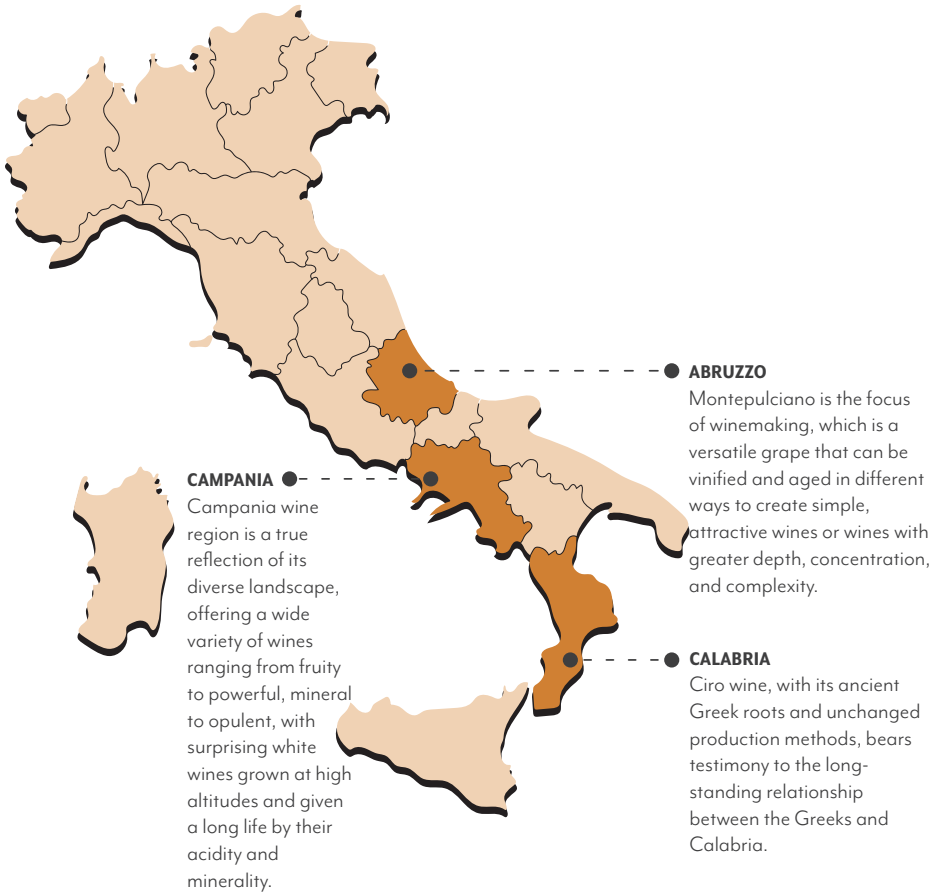 ABRUZZO
Montepulciano is the focus
of winemaking, which is a
versatile grape that can be
vinified and aged in different
ways to create simple,
attractive wines or wines with
greater depth, concentration,
and complexity.
CAMPANIA
Campania wine
region is a true
reflection of its
diverse landscape,
offering a wide
variety of wines
ranging from fruity
to powerful, mineral
to opulent, with
surprising white
wines grown at high
altitudes and given
a long life by their
acidity and
minerality.
CALABRIA
Ciro wine, with its ancient
Greek roots and unchanged
production methods, bears
testimony to the long-
standing relationship
between the Greeks and
Calabria.